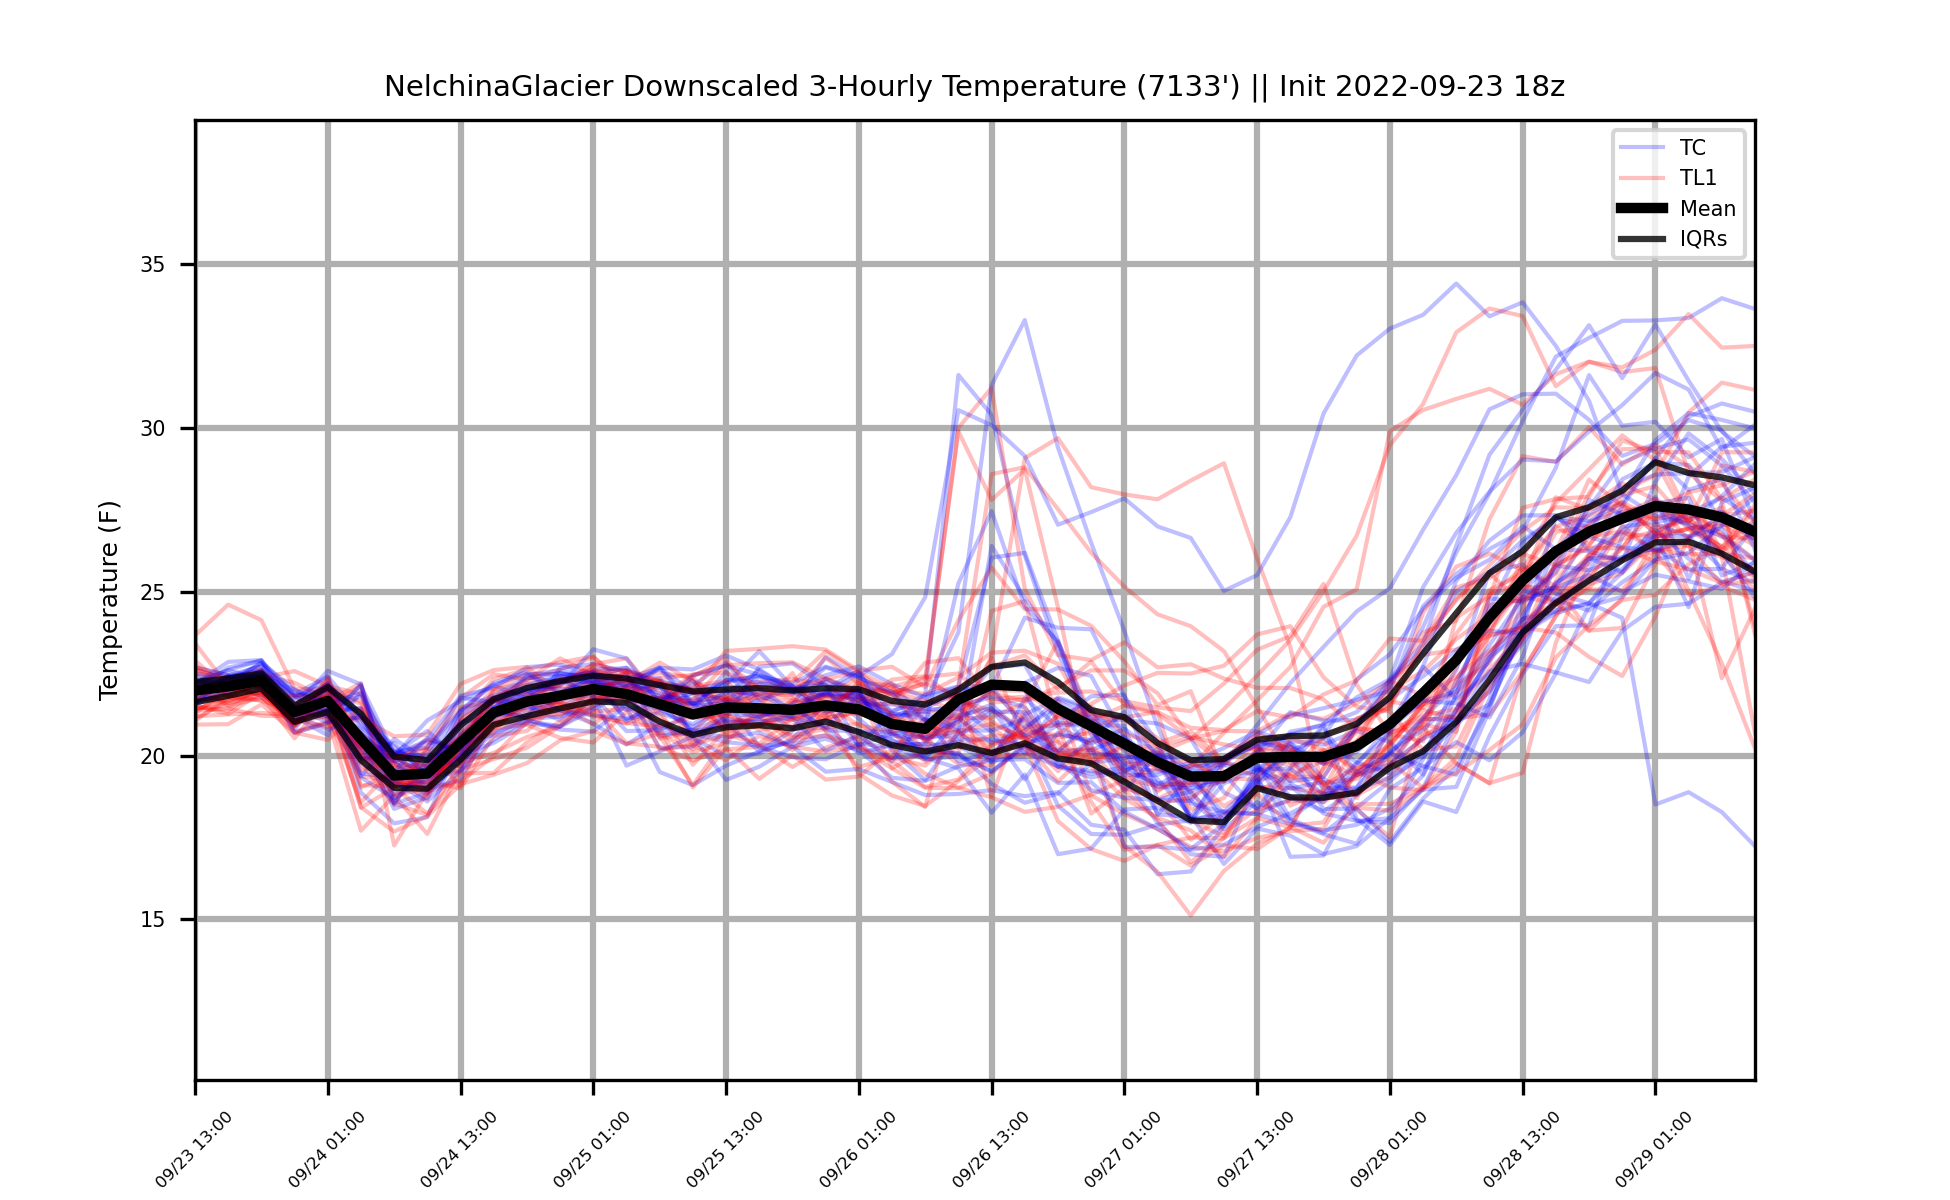 NelchinaGlacier Downscaled 3-Hourly Temperature (7133') || Init 2022-09-23 18z
TC
TL1
Mean
IQRs
Temperature (F)
35
30
25
20
15
09/23 13:00
09/24 01:00
09/24 13:00
09/25 01:00
09/25 13:00
09/26 01:00
09/26 13:00
09/27 01:00
09/27 13:00
09/28 01:00
09/28 13:00
09/29 01:00